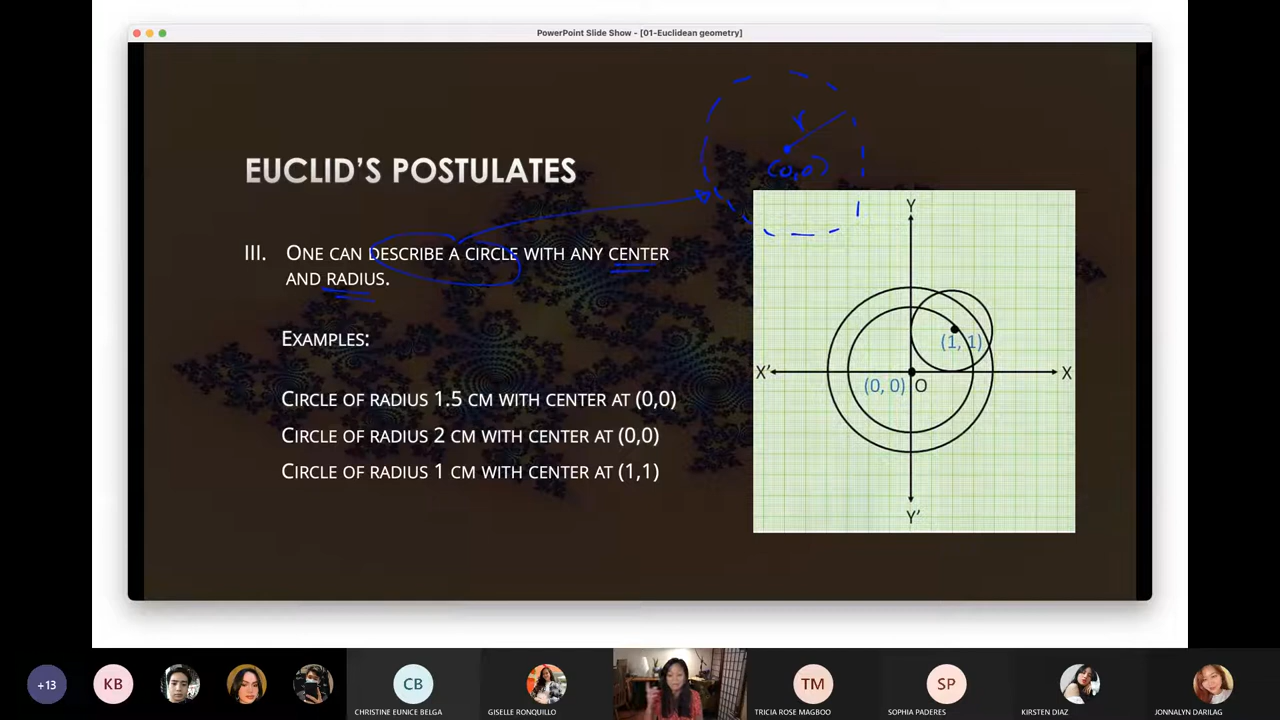 PowerPoint Slide Show - [01-Euclidean geometry]
r
(0,0)
EUCLID'S POSTULATES
III. ONE CAN DESCRIBE A CIRCLE WITH ANY CENTER
AND RADIUS.
EXAMPLES:
CIRCLE OF RADIUS 1.5 CM WITH CENTER AT (0,0)
CIRCLE OF RADIUS 2 CM WITH CENTER AT (0,0)
CIRCLE OF RADIUS 1 CM WITH CENTER AT (1,1)
Y
(1, 1)
X' X
(0, 0) O
Y'
+13 KB CB TM SP
CHRISTINE EUNICE BELGA GISELLE RONQUILLO TRICIA ROSE MAGBOO SOPHIA PADERES KIRSTEN DIAZ JONNALYN DARILAG